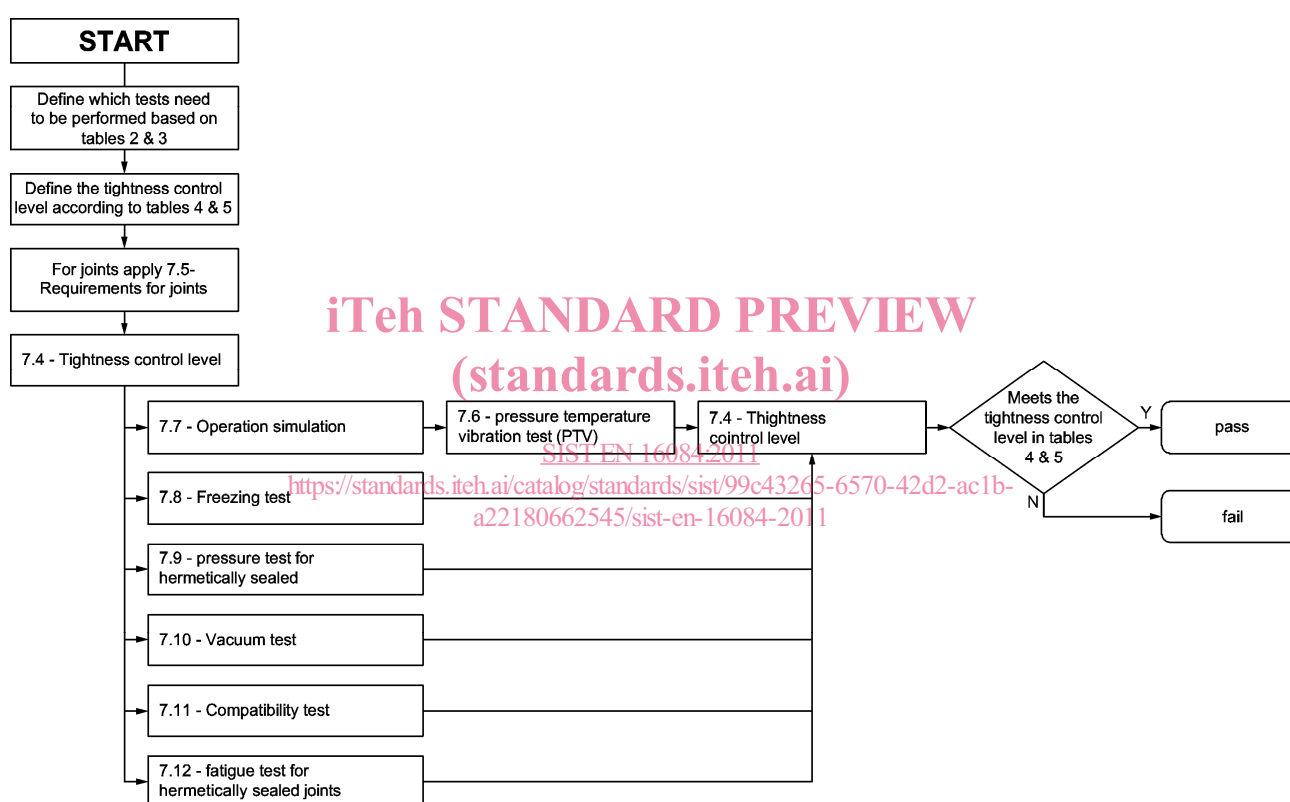 START
Define which tests need
to be performed based on
tables 2 & 3
Define the tightness control
level according to tables 4 & 5
For joints apply 7.5-
Requirements for joints
7.4 - Tightness control level
iTeh STANDARD PREVIEW
(standards.iteh.ai)
7.7 - Operation simulation
7.6 - pressure temperature
vibration test (PTV)
7.4 - Thightness
cointrol level
Meets the
tightness control
level in tables
4 & 5
Y
pass
N
fail
SIST EN 16084:2011
https://standards.iteh.ai/catalog/standards/sist/99c43265-6570-42d2-ac1b-
a22180662545/sist-en-16084-2011
7.8 - Freezing test
7.9 - pressure test for
hermetically sealed
7.10 - Vacuum test
7.11 - Compatibility test
7.12 - fatigue test for
hermetically sealed joints